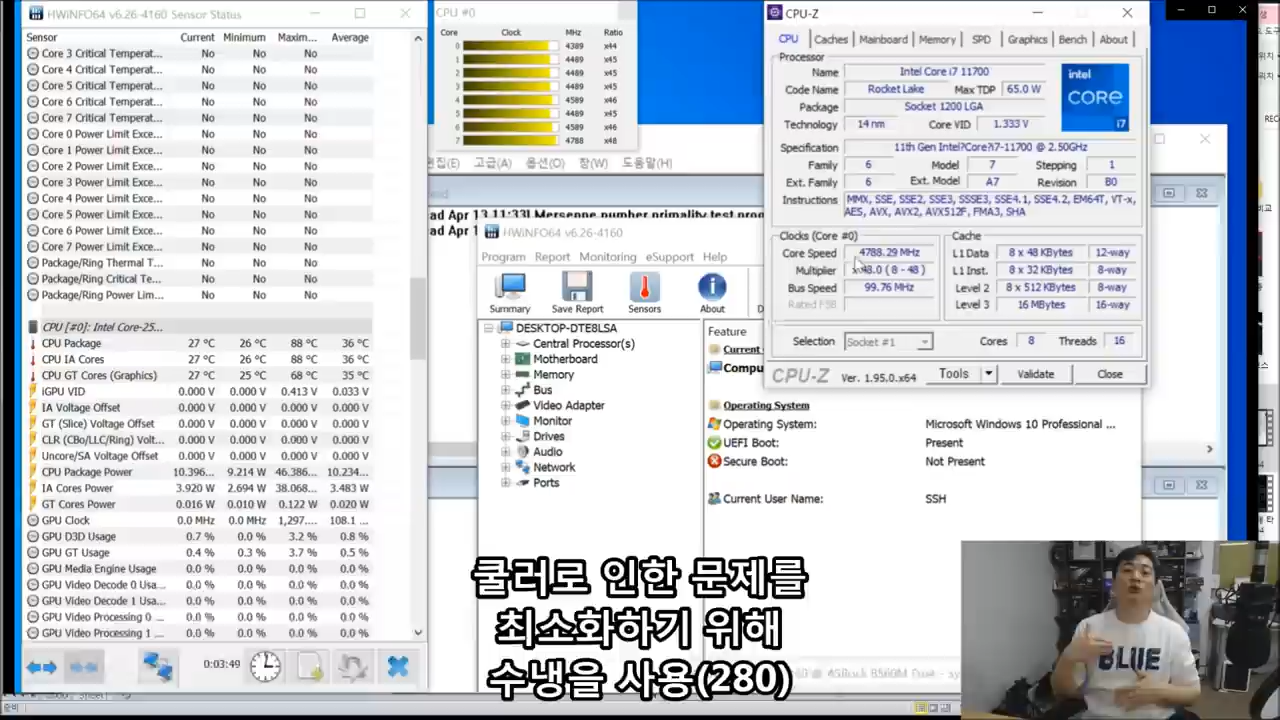 HWiNFO64 v6.26-4160 Sensor Status
Sensor Current Minimum Maxim... Average
Core 3 Critical Temperat... No No No
Core 4 Critical Temperat... No No No
Core 5 Critical Temperat... No No No
Core 6 Critical Temperat... No No No
Core 7 Critical Temperat... No No No
Core 0 Power Limit Exce... No No No
Core 1 Power Limit Exce... No No No
Core 2 Power Limit Exce... No No No
Core 3 Power Limit Exce... No No No
Core 4 Power Limit Exce... No No No
Core 5 Power Limit Exce... No No No
Core 6 Power Limit Exce... No No No
Core 7 Power Limit Exce... No No No
Package/Ring Thermal T... No No No
Package/Ring Critical Te... No No No
Package/Ring Power Lim... No No No
CPU [#0]: Intel Core-25...
CPU Package 27 °C 26 °C 88 °C 36 °C
CPU IA Cores 27 °C 26 °C 88 °C 36 °C
CPU GT Cores (Graphics) 27 °C 25 °C 68 °C 35 °C
iGPU VID 0.000 V 0.000 V 0.413 V 0.033 V
IA Voltage Offset 0.000 V 0.000 V 0.000 V 0.000 V
GT (Slice) Voltage Offset 0.000 V 0.000 V 0.000 V 0.000 V
CLR (CBo/LLC/Ring) Volt... 0.000 V 0.000 V 0.000 V 0.000 V
Uncore/SA Voltage Offset 0.000 V 0.000 V 0.000 V 0.000 V
CPU Package Power 10.396... 9.214 W 46.386... 10.234...
IA Cores Power 3.920 W 2.694 W 38.068... 3.483 W
GT Cores Power 0.016 W 0.010 W 0.122 W 0.020 W
GPU Clock 0.0 MHz 0.0 MHz 1,297.... 108.1 ...
GPU D3D Usage 0.7 % 0.0 % 3.2 % 0.8 %
GPU GT Usage 0.4 % 0.3 % 3.7 % 0.5 %
GPU Media Engine Usage 0.0 % 0.0 % 0.0 % 0.0 %
GPU Video Decode 0 Usa... 0.0 % 0.0 % 0.0 % 0.0 %
GPU Video Decode 1 Usa... 0.0 % 0.0 % 0.0 % 0.0 %
GPU Video Processing 0 ... 0.0 % 0.0 % 0.0 % 0.0 %
GPU Video Processing 1 ... 0.0 % 0.0 % 0.0 % 0.0 %
0:03:49
CPU #0
Core Clock MHz Ratio
0 4389 x44
1 4489 x45
2 4489 x45
3 4489 x45
4 4589 x46
5 4489 x45
6 4589 x46
7 4788 x48
편집(E) 고급(A) 옵션(O) 창(W) 도움말(H)
ad Apr 13 11:33] Mersenne number primality test prog
ad Apr 1
HWiNFO64 v6.26-4160
Program Report Monitoring eSupport Help
Summary Save Report Sensors About
DESKTOP-DTE8LSA
Central Processor(s)
Motherboard
Memory
Bus
Video Adapter
Monitor
Drives
Audio
Network
Ports
Feature
Current
Compu
Operating System
Operating System: Microsoft Windows 10 Professional ...
UEFI Boot: Present
Secure Boot: Not Present
Current User Name: SSH
CPU-Z
CPU Caches Mainboard Memory SPD Graphics Bench About
Processor
Name Intel Core i7 11700
Code Name Rocket Lake Max TDP 65.0 W
Package Socket 1200 LGA
Technology 14 nm Core VID 1.333 V
intel
CORE
i7
Specification 11th Gen Intel?Core?i7-11700 @ 2.50GHz
Family 6 Model 7 Stepping 1
Ext. Family 6 Ext. Model A7 Revision B0
Instructions MMX, SSE, SSE2, SSE3, SSSE3, SSE4.1, SSE4.2, EM64T, VT-x,
AES, AVX, AVX2, AVX512F, FMA3, SHA
Clocks (Core #0)
Core Speed 4788.29 MHz
Multiplier x48.0 ( 8 - 48 )
Bus Speed 99.76 MHz
Rated FSB
Cache
L1 Data 8 x 48 KBytes 12-way
L1 Inst. 8 x 32 KBytes 8-way
Level 2 8 x 512 KBytes 8-way
Level 3 16 MBytes 16-way
Selection Socket #1 Cores 8 Threads 16
CPU-Z Ver. 1.95.0.x64 Tools Validate Close
쿨러로 인한 문제를
최소화하기 위해
수냉을 사용(280)
BLUE
준비